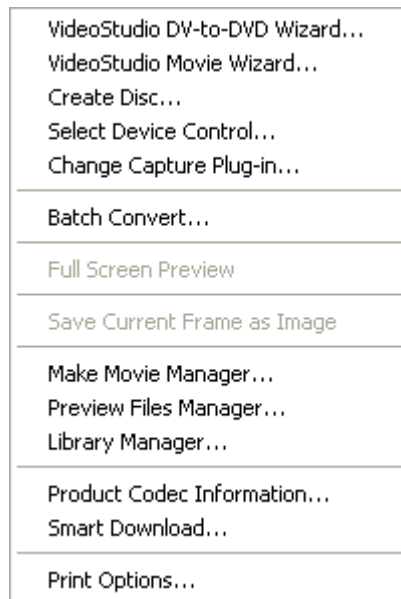 VideoStudio DV-to-DVD Wizard...
VideoStudio Movie Wizard...
Create Disc...
Select Device Control...
Change Capture Plug-in...
Batch Convert...
Full Screen Preview
Save Current Frame as Image
Make Movie Manager...
Preview Files Manager...
Library Manager...
Product Codec Information...
Smart Download...
Print Options...